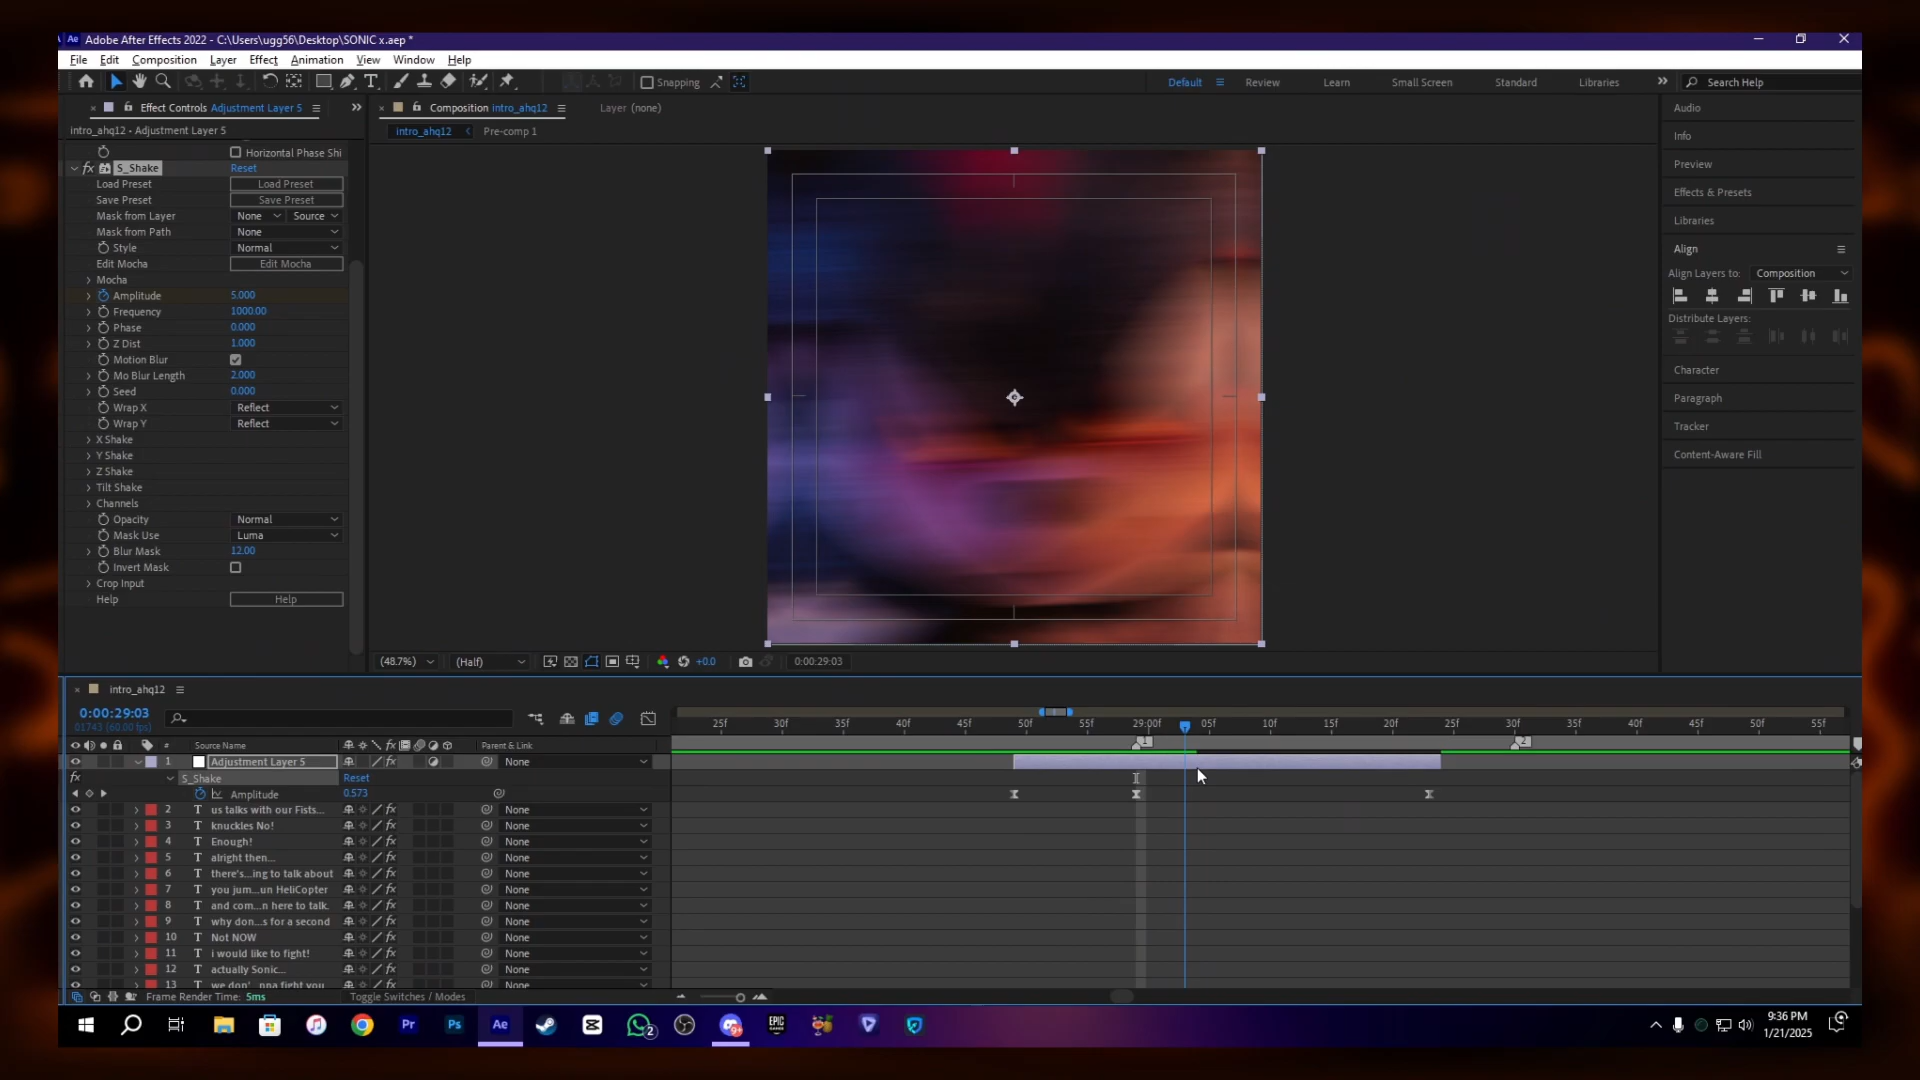 Adobe After Effects 2022 - C:\Users\ugg56\Desktop\SONIC x.aep *
File Edit Composition Layer Effect Animation View Window Help
Snapping Default Review Learn Small Screen Standard Libraries Search Help
Effect Controls Adjustment Layer 5
Composition intro_ahq12
Layer (none)
intro_ahq12 - Adjustment Layer 5
intro_ahq12 Pre-comp 1
Horizontal Phase Shi
S_Shake Reset
Load Preset Load Preset
Save Preset Save Preset
Mask from Layer None Source
Mask from Path None
Style Normal
Edit Mocha Edit Mocha
Mocha
Amplitude 5.000
Frequency 1000.00
Phase 0.000
Z Dist 1.000
Motion Blur
Mo Blur Length 2.000
Seed 0.000
Wrap X Reflect
Wrap Y Reflect
X Shake
Y Shake
Z Shake
Tilt Shake
Channels
Opacity Normal
Mask Use Luma
Blur Mask 12.00
Invert Mask
Crop Input
Help Help
Audio
Info
Preview
Effects & Presets
Libraries
Align
Align Layers to: Composition
Distribute Layers:
Character
Paragraph
Tracker
Content-Aware Fill
(48.7%) (Half) +0.0 0:00:29:03
intro_ahq12
0:00:29:03
01743 (60.00 fps)
25f 30f 35f 40f 45f 50f 55f 29:00f 05f 10f 15f 20f 25f 30:00f 35f 40f 45f 50f 55f
# Source Name Parent & Link
1 2
1 Adjustment Layer 5 None
fx S_Shake Reset
Amplitude 0.573
2 T us talks with our Fists... None
3 T knuckles No! None
4 T Enough! None
5 T alright then... None
6 T there's...ing to talk about None
7 T you jum...un HeliCopter None
8 T and com...n here to talk. None
9 T why don...s for a second None
10 T Not NOW None
11 T i would like to fight! None
12 T actually Sonic... None
13 T we don'...nna fight you None
Frame Render Time: 5ms Toggle Switches / Modes
Pr Ps Ae 2 EPIC GAMES 9+
9:36 PM
1/21/2025